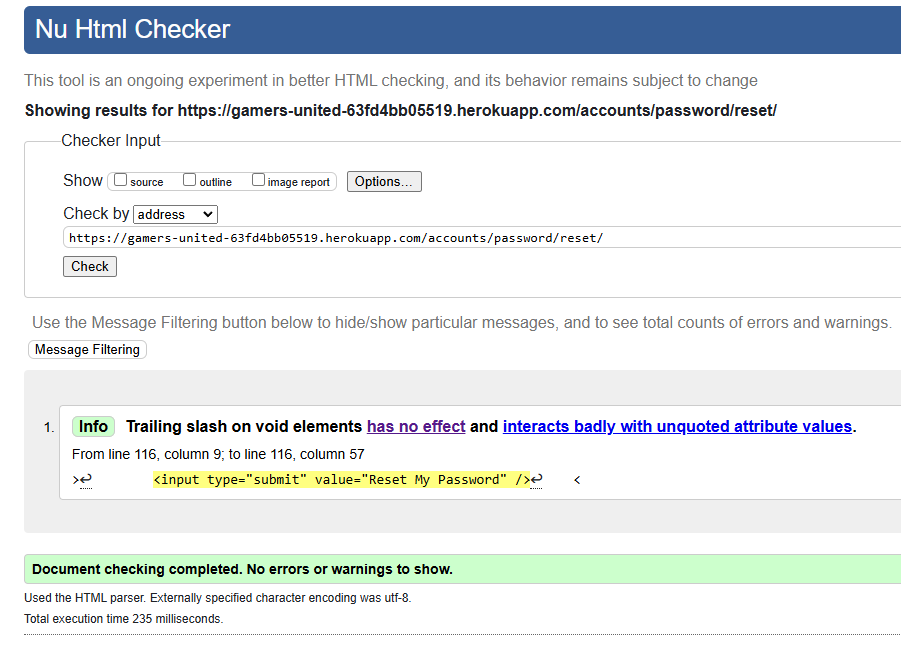 Nu Html Checker
This tool is an ongoing experiment in better HTML checking, and its behavior remains subject to change
Showing results for https://gamers-united-63fd4bb05519.herokuapp.com/accounts/password/reset/
Checker Input
Show source outline image report Options...
Check by address
https://gamers-united-63fd4bb05519.herokuapp.com/accounts/password/reset/
Check
Use the Message Filtering button below to hide/show particular messages, and to see total counts of errors and warnings.
Message Filtering
1. Info Trailing slash on void elements has no effect and interacts badly with unquoted attribute values.
From line 116, column 9; to line 116, column 57
>↩ <input type="submit" value="Reset My Password" />↩ <
Document checking completed. No errors or warnings to show.
Used the HTML parser. Externally specified character encoding was utf-8.
Total execution time 235 milliseconds.